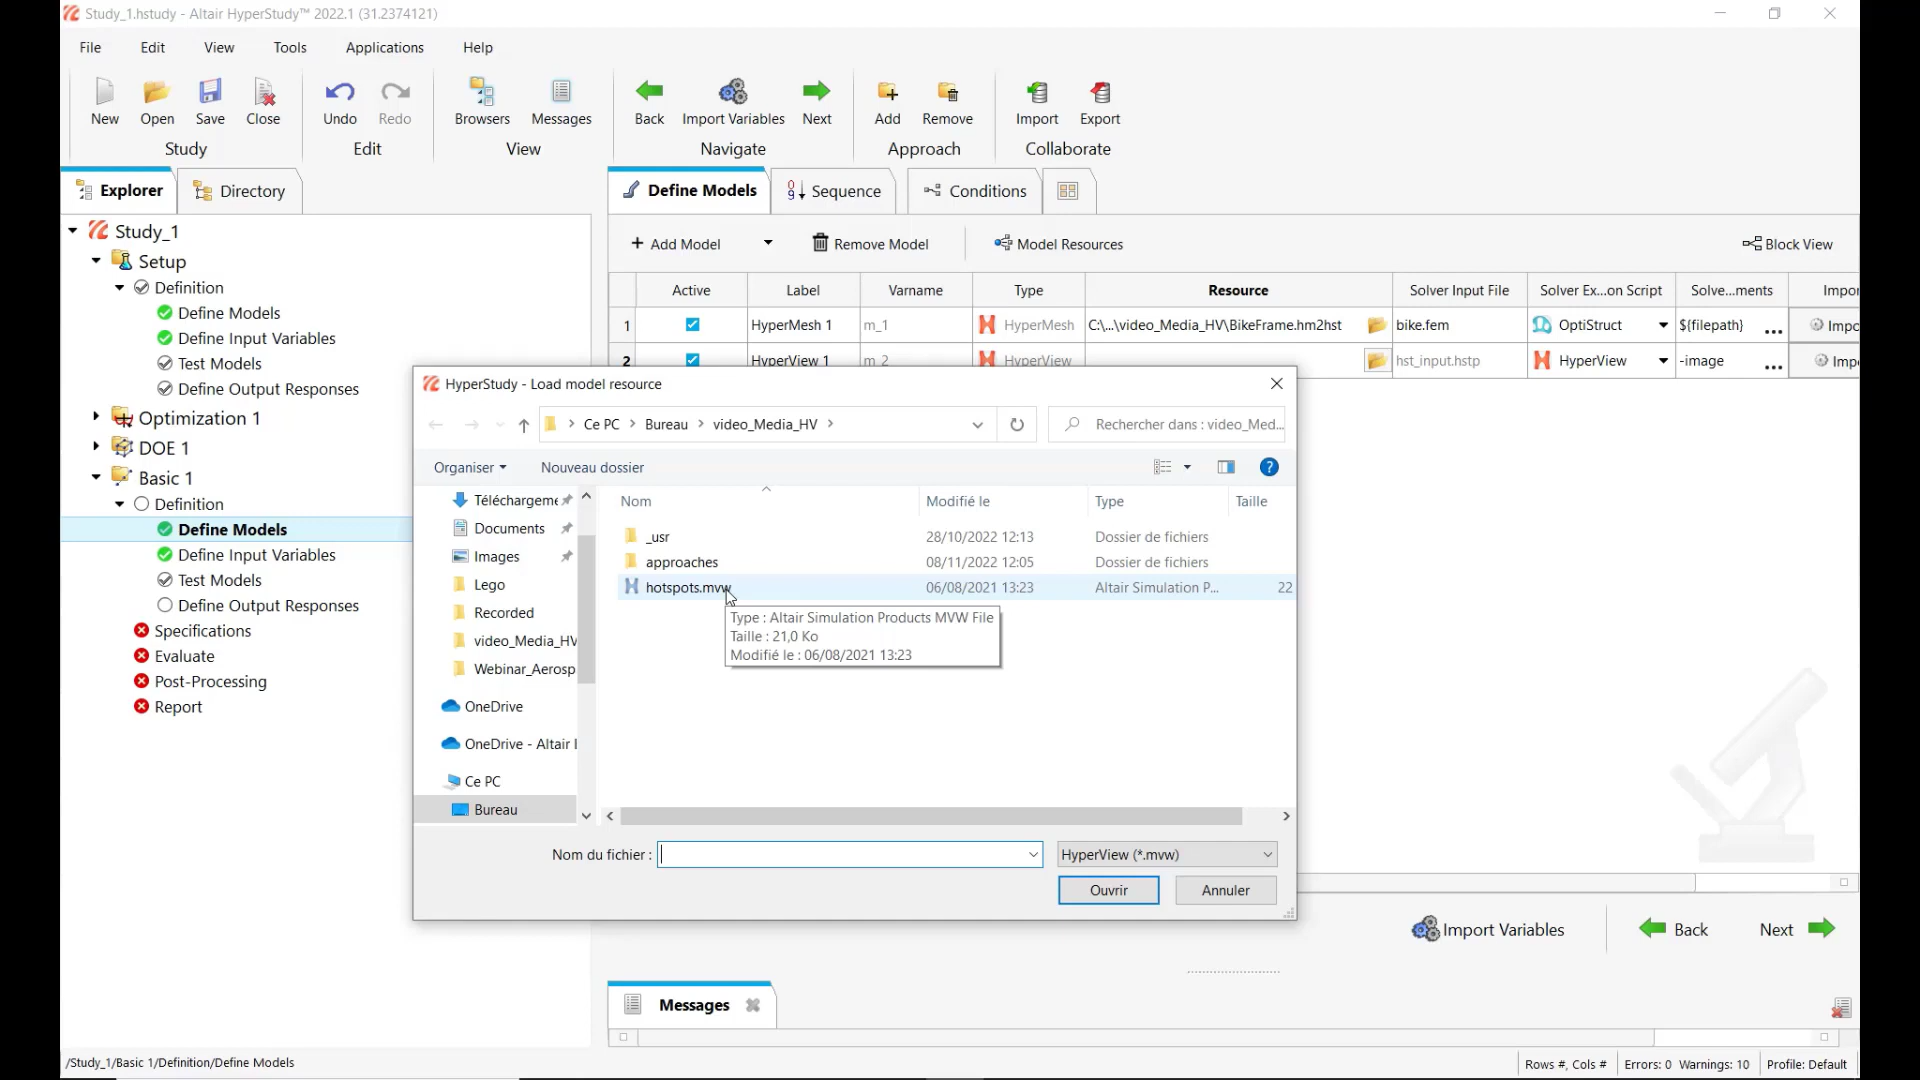 Study_1.hstudy - Altair HyperStudy™ 2022.1 (31.2374121)
File Edit View Tools Applications Help
New Open Save Close Undo Redo Browsers Messages Back Import Variables Next Add Remove Import Export
Study Edit View Navigate Approach Collaborate
Explorer Directory
Define Models Sequence Conditions
Study_1
Setup
Definition
Define Models
Define Input Variables
Test Models
Define Output Responses
Optimization 1
DOE 1
Basic 1
Definition
Define Models
Define Input Variables
Test Models
Define Output Responses
Specifications
Evaluate
Post-Processing
Report
+ Add Model Remove Model Model Resources Block View
Active Label Varname Type Resource Solver Input File Solver Ex...on Script Solve...ments Impor
1 HyperMesh 1 m_1 HyperMesh C:\...\video_Media_HV\BikeFrame.hm2hst bike.fem OptiStruct ${filepath} ... Impo
2 HyperView 1 m_2 HyperView hst_input.hstp HyperView -image ... Impo
HyperStudy - Load model resource
Ce PC > Bureau > video_Media_HV > Rechercher dans : video_Med...
Organiser Nouveau dossier ?
Téléchargeme
Documents
Images
Lego
Recorded
video_Media_HV
Webinar_Aerosp
OneDrive
OneDrive - Altair
Ce PC
Bureau
Nom Modifié le Type Taille
_usr 28/10/2022 12:13 Dossier de fichiers
approaches 08/11/2022 12:05 Dossier de fichiers
hotspots.mvw 06/08/2021 13:23 Altair Simulation P... 22
Type : Altair Simulation Products MVW File
Taille : 21,0 Ko
Modifié le : 06/08/2021 13:23
Nom du fichier : HyperView (*.mvw)
Ouvrir Annuler
Import Variables Back Next
Messages
/Study_1/Basic 1/Definition/Define Models
Rows #, Cols # Errors: 0 Warnings: 10 Profile: Default